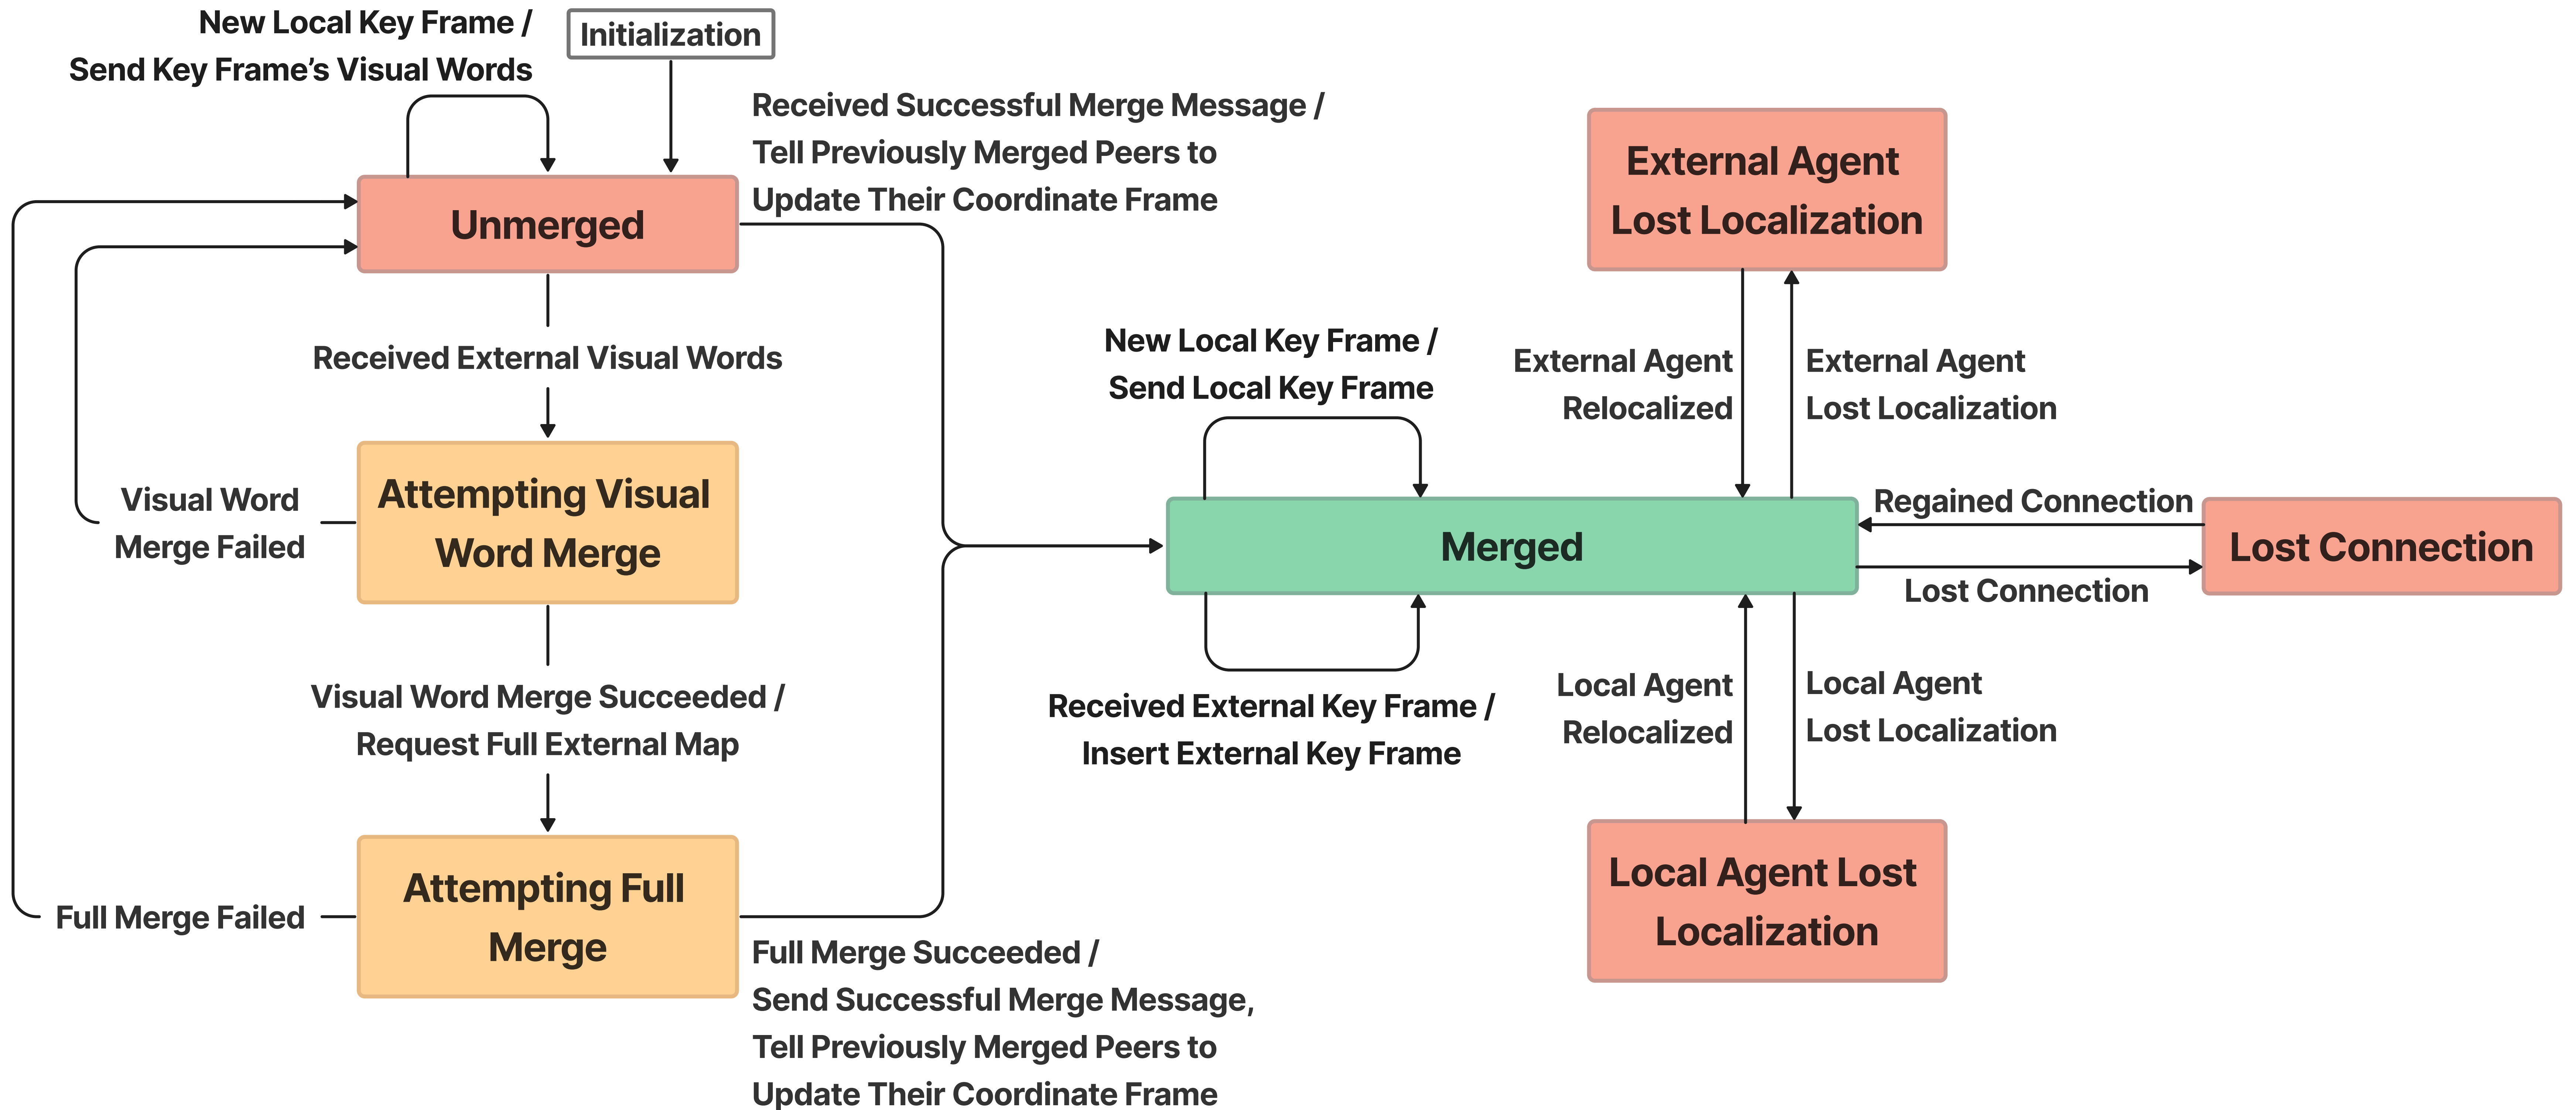 New Local Key Frame /
Send Key Frame’s Visual Words
Initialization
Received Successful Merge Message /
Tell Previously Merged Peers to
Update Their Coordinate Frame
Unmerged
Received External Visual Words
Attempting Visual
Word Merge
Visual Word
Merge Failed
Visual Word Merge Succeeded /
Request Full External Map
Attempting Full
Merge
Full Merge Failed
Full Merge Succeeded /
Send Successful Merge Message,
Tell Previously Merged Peers to
Update Their Coordinate Frame
New Local Key Frame /
Send Local Key Frame
Merged
Received External Key Frame /
Insert External Key Frame
External Agent
Lost Localization
External Agent
Relocalized
External Agent
Lost Localization
Regained Connection
Lost Connection
Lost Connection
Local Agent
Relocalized
Local Agent
Lost Localization
Local Agent Lost
Localization